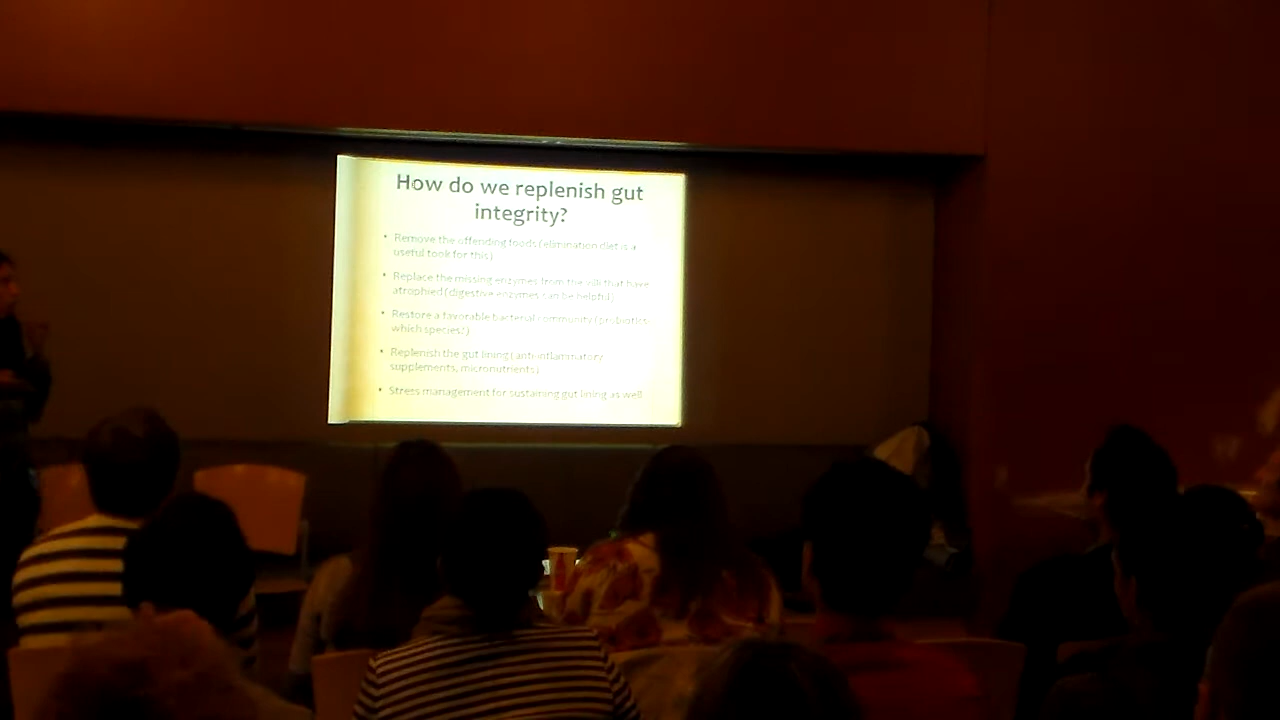 How do we replenish gut
integrity?
• Remove the offending foods (elimination diet is a
useful took for this)
• Replace the missing enzymes from the villi that have
atrophied (digestive enzymes can be helpful)
• Restore a favorable bacterial community (probiotics:
which species?)
• Replenish the gut lining (anti-inflammatory
supplements, micronutrients)
• Stress management for sustaining gut lining as well